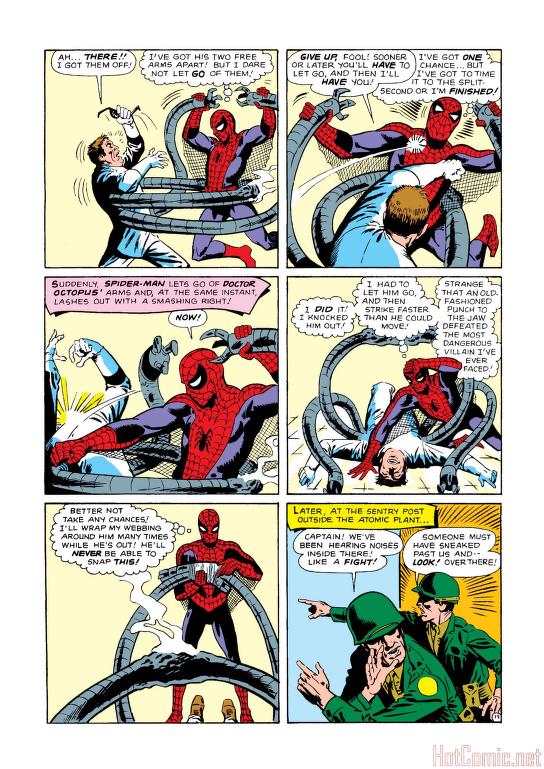 AH... THERE!!
I GOT THEM OFF!
I'VE GOT HIS TWO FREE
ARMS APART! BUT I DARE
NOT LET GO OF THEM!
GIVE UP, FOOL! SOONER
OR LATER YOU'LL HAVE TO
LET GO, AND THEN I'LL
HAVE YOU!
I'VE GOT ONE
CHANCE... BUT
I'VE GOT TO TIME
IT TO THE SPLIT-
SECOND OR I'M FINISHED!
SUDDENLY, SPIDER-MAN LETS GO OF DOCTOR
OCTOPUS' ARMS AND, AT THE SAME INSTANT,
LASHES OUT WITH A SMASHING RIGHT!
NOW!
I DID IT!
I KNOCKED
HIM OUT!
I HAD TO
LET HIM GO,
AND THEN
STRIKE FASTER
THAN HE COULD
MOVE!
STRANGE
THAT AN OLD-
FASHIONED
PUNCH TO
THE JAW
DEFEATED
THE MOST
DANGEROUS
VILLAIN I'VE
EVER
FACED!
BETTER NOT
TAKE ANY CHANCES!
I'LL WRAP MY WEBBING
AROUND HIM MANY TIMES
WHILE HE'S OUT! HE'LL
NEVER BE ABLE TO
SNAP THIS!
LATER, AT THE SENTRY POST
OUTSIDE THE ATOMIC PLANT...
CAPTAIN! WE'VE
BEEN HEARING NOISES
INSIDE THERE!
LIKE A FIGHT!
SOMEONE MUST
HAVE SNEAKED
PAST US AND--
LOOK! OVER THERE!
19
HotComic.net